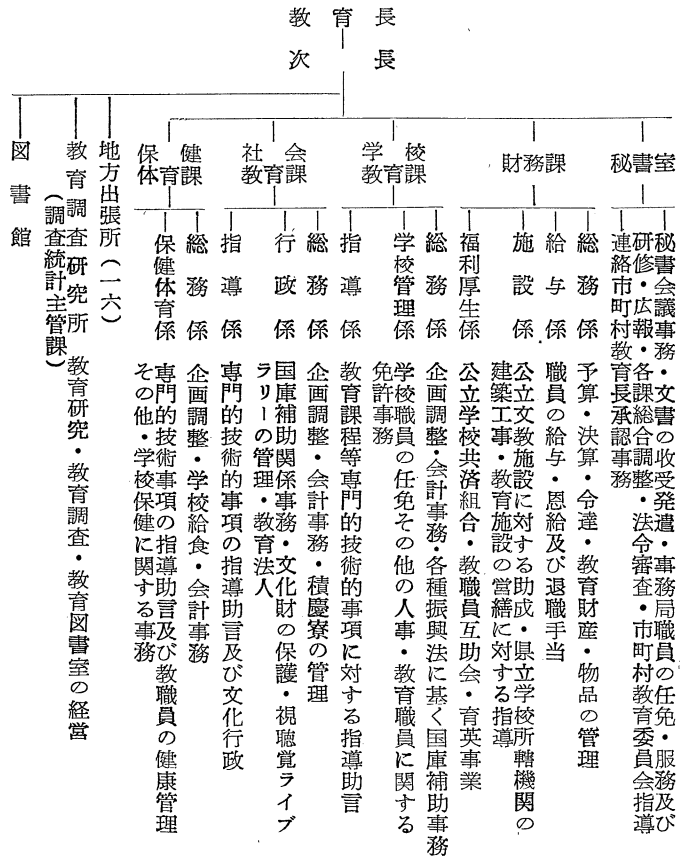 教育長
次長
秘書室
秘書会議事務・文書の収受発遣・事務局職員の任免・服務及び
研修・広報・各課総合調整・法令審査・市町村教育委員会指導
連絡市町村教育長承認事務
財務課
総務係 予算・決算・令達・教育財産・物品の管理
給与係 職員の給与・恩給及び退職手当
施設係 公立文教施設に対する助成・県立学校所轄機関の
建築工事・教育施設の営繕に対する指導
福利厚生係 公立学校共済組合・教職員互助会・育英事業
学校
教育課
総務係 企画調整・会計事務・各種振興法に基く国庫補助事務
学校管理係 学校職員の任免その他の人事・教育職員に関する
免許事務
指導係 教育課程等専門的技術的事項に対する指導助言
社会
教育課
総務係 企画調整・会計事務・積慶寮の管理
行政係 国庫補助関係事務・文化財の保護・視聴覚ライブ
ラリーの管理・教育法人
指導係 専門的技術的事項の指導助言及び文化行政
保健
体育課
総務係 企画調整・学校給食・会計事務
保健体育係 専門的技術事項の指導助言及び教職員の健康管理
その他・学校保健に関する事務
地方出張所（一六）
教育調査研究所 教育研究・教育調査・教育図書室の経営
（調査統計主管課）
図書館